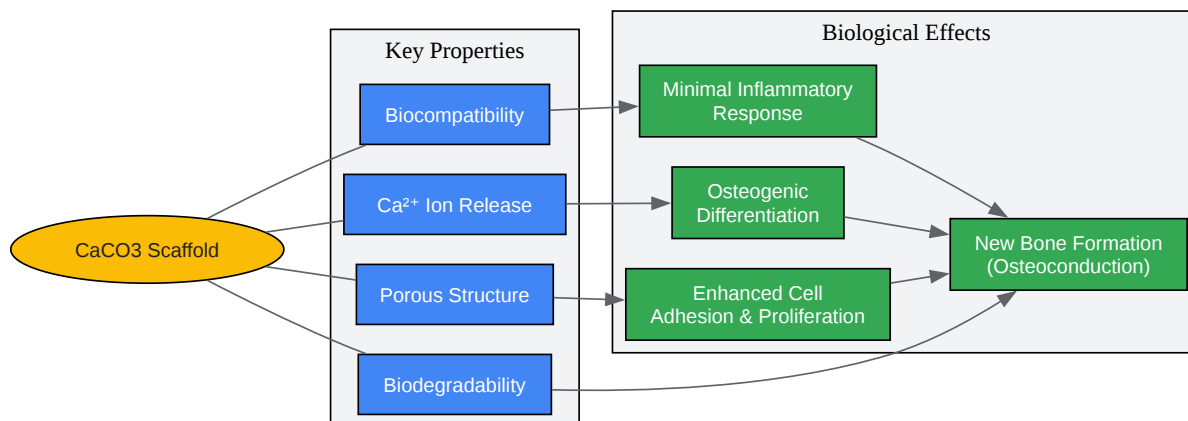 Key Properties
Biological Effects
CaCO3 Scaffold
Biocompatibility
Ca²⁺ Ion Release
Porous Structure
Biodegradability
Minimal Inflammatory
Response
Osteogenic
Differentiation
Enhanced Cell
Adhesion & Proliferation
New Bone Formation
(Osteoconduction)